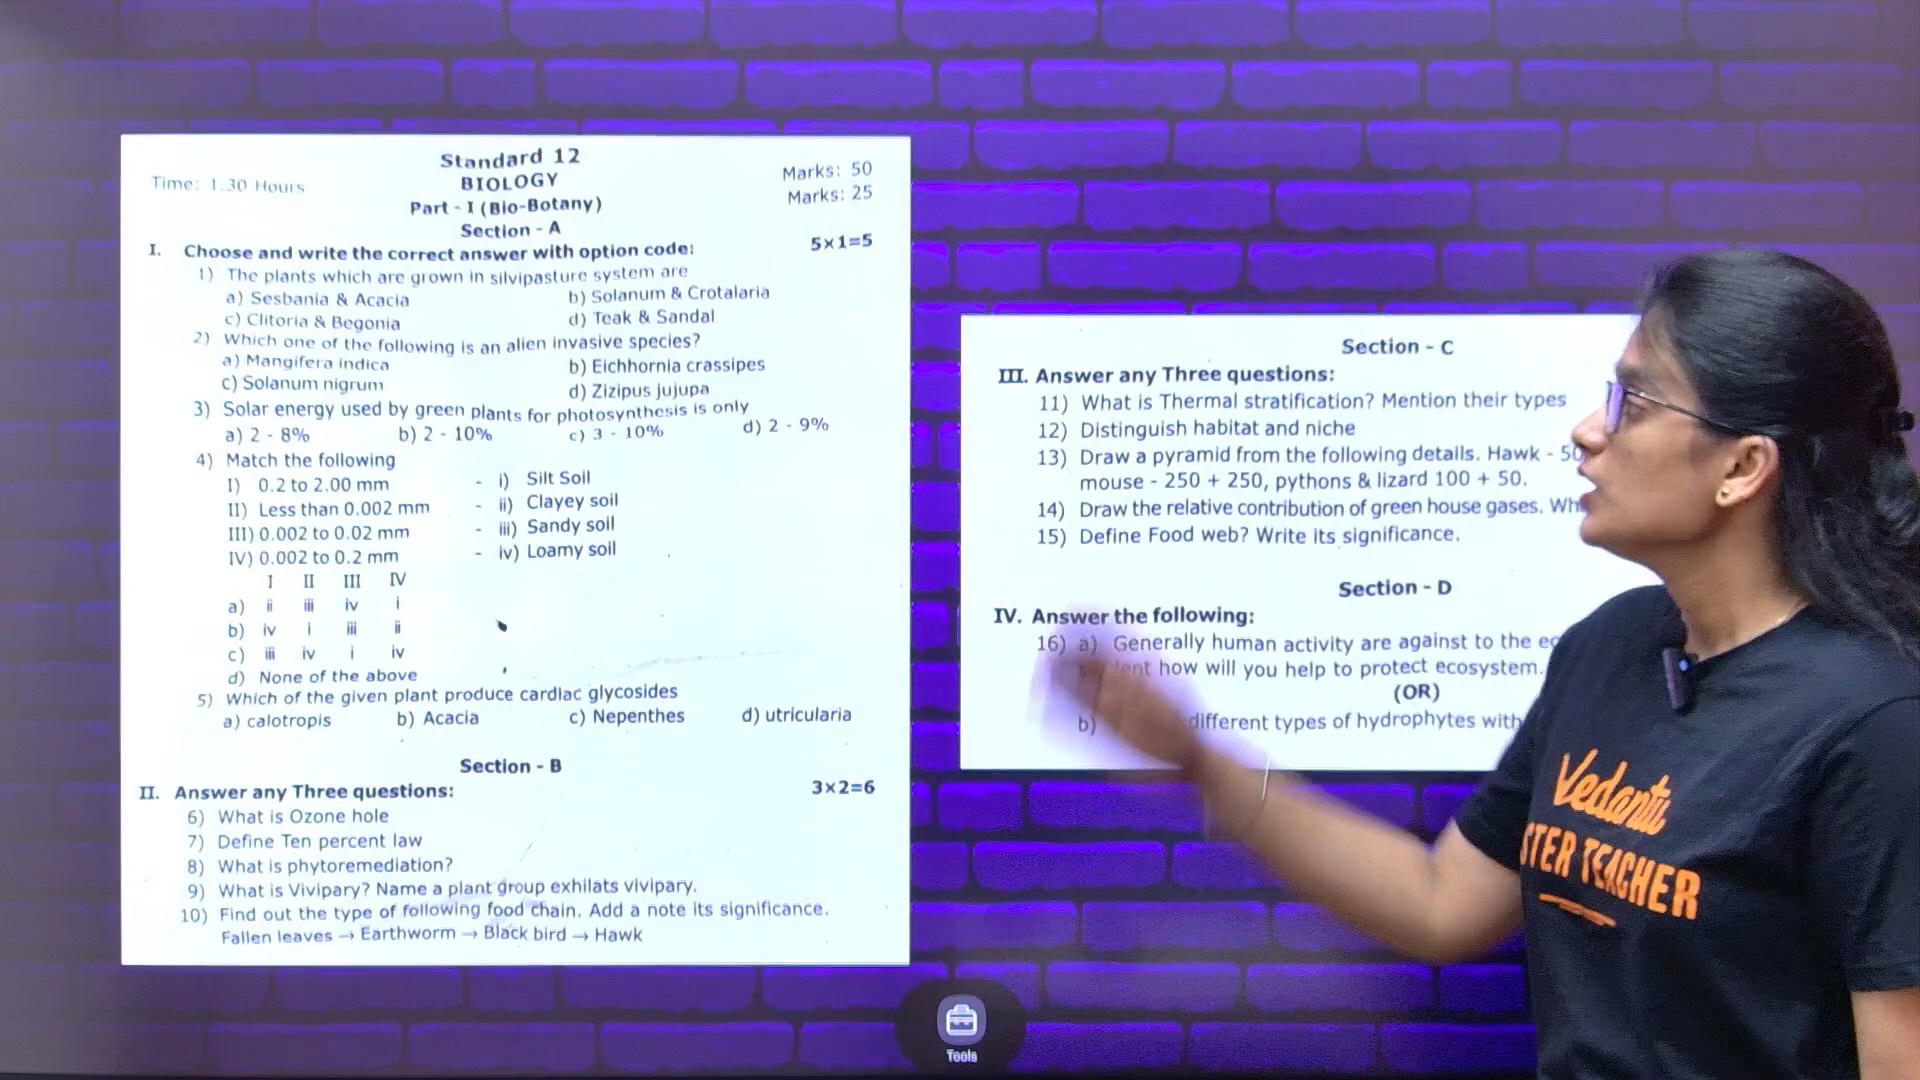 Standard 12
Time: 1.30 Hours
BIOLOGY
Marks: 50
Part - I (Bio-Botany)
Marks: 25
Section - A
I. Choose and write the correct answer with option code: 5×1=5
1) The plants which are grown in silvipasture system are
a) Sesbania & Acacia b) Solanum & Crotalaria
c) Clitoria & Begonia d) Teak & Sandal
2) Which one of the following is an alien invasive species?
a) Mangifera indica b) Eichhornia crassipes
c) Solanum nigrum d) Zizipus jujupa
3) Solar energy used by green plants for photosynthesis is only
a) 2 - 8% b) 2 - 10% c) 3 - 10% d) 2 - 9%
4) Match the following
I) 0.2 to 2.00 mm - i) Silt Soil
II) Less than 0.002 mm - ii) Clayey soil
III) 0.002 to 0.02 mm - iii) Sandy soil
IV) 0.002 to 0.2 mm - iv) Loamy soil
I II III IV
a) ii iii iv i
b) iv i iii ii
c) iii iv i iv
d) None of the above
5) Which of the given plant produce cardiac glycosides
a) calotropis b) Acacia c) Nepenthes d) utricularia
Section - B
II. Answer any Three questions: 3×2=6
6) What is Ozone hole
7) Define Ten percent law
8) What is phytoremediation?
9) What is Vivipary? Name a plant group exhilats vivipary.
10) Find out the type of following food chain. Add a note its significance.
Fallen leaves → Earthworm → Black bird → Hawk
Section - C
III. Answer any Three questions:
11) What is Thermal stratification? Mention their types
12) Distinguish habitat and niche
13) Draw a pyramid from the following details. Hawk - 50
mouse - 250 + 250, pythons & lizard 100 + 50.
14) Draw the relative contribution of green house gases.
15) Define Food web? Write its significance.
Section - D
IV. Answer the following:
16) a) Generally human activity are against to the
how will you help to protect ecosystem.
(OR)
b) different types of hydrophytes with
Vedantu
TEACHER
Tools